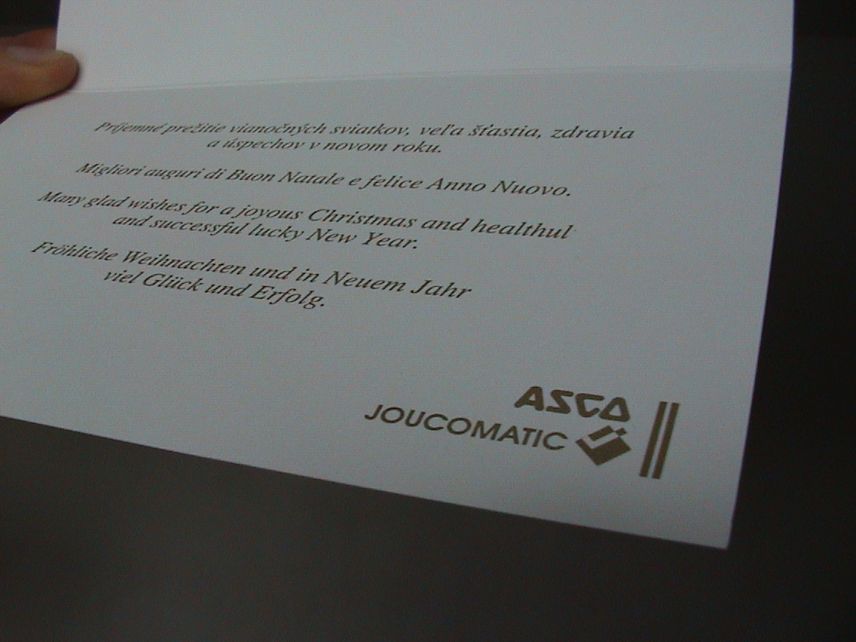 Príjemné prežitie vianočných sviatkov, veľa šťastia, zdravia
a úspechov v novom roku.
Migliori auguri di Buon Natale e felice Anno Nuovo.
Many glad wishes for a joyous Christmas and healthful
and successful lucky New Year.
Fröhliche Weihnachten und in Neuem Jahr
viel Glück und Erfolg.
ASCO
JOUCOMATIC